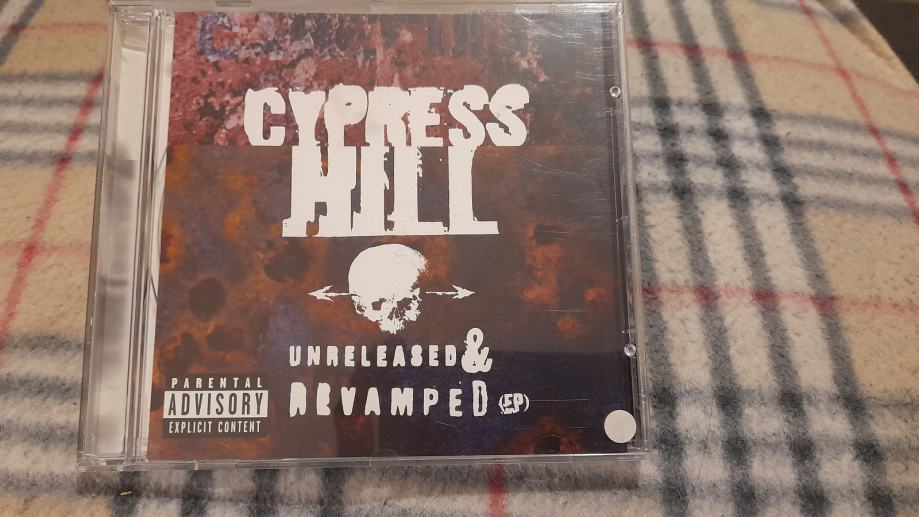 CYPRESS
HILL
UNRELEASED &
REVAMPED (EP)
PARENTAL
ADVISORY
EXPLICIT CONTENT